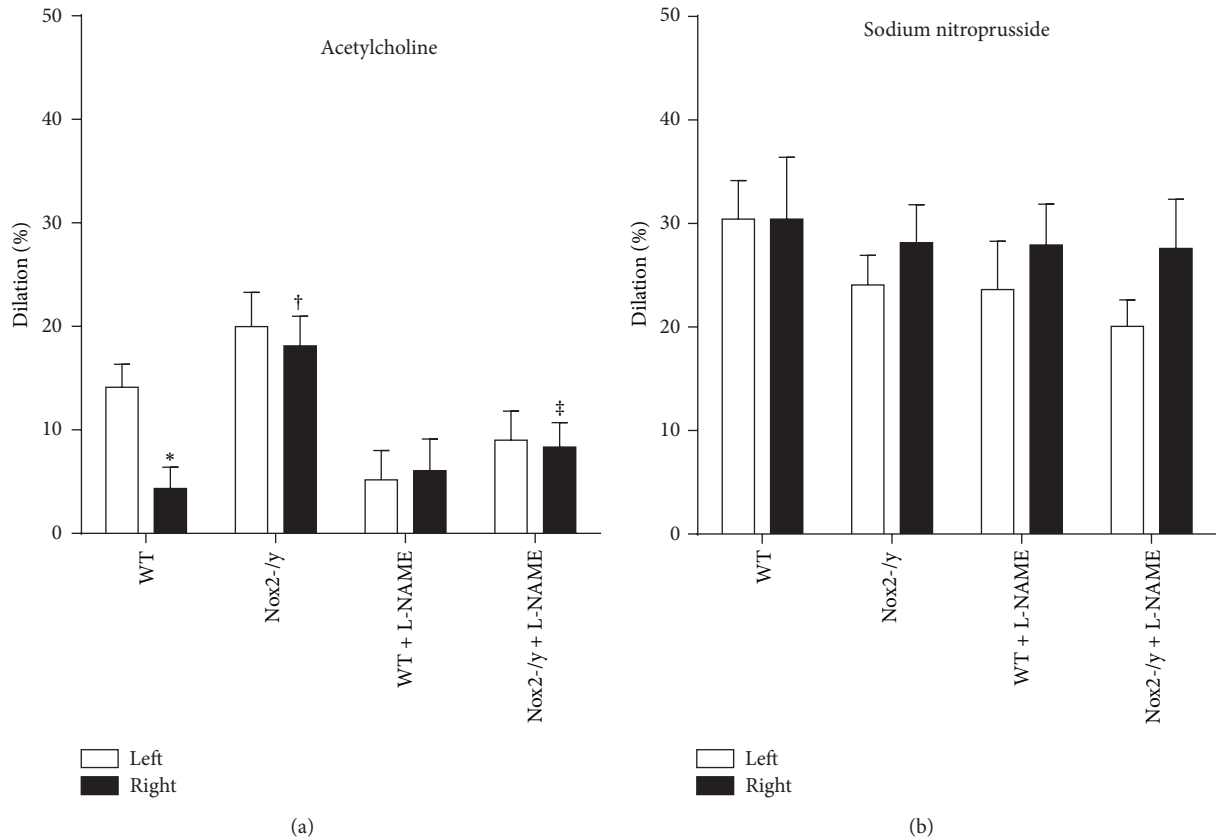 Acetylcholine
50
40
30
20
10
0
Dilation (%)
*
†
‡
WT
Nox2-/y
WT + L-NAME
Nox2-/y + L-NAME
Left
Right
(a)
Sodium nitroprusside
50
40
30
20
10
0
Dilation (%)
WT
Nox2-/y
WT + L-NAME
Nox2-/y + L-NAME
Left
Right
(b)